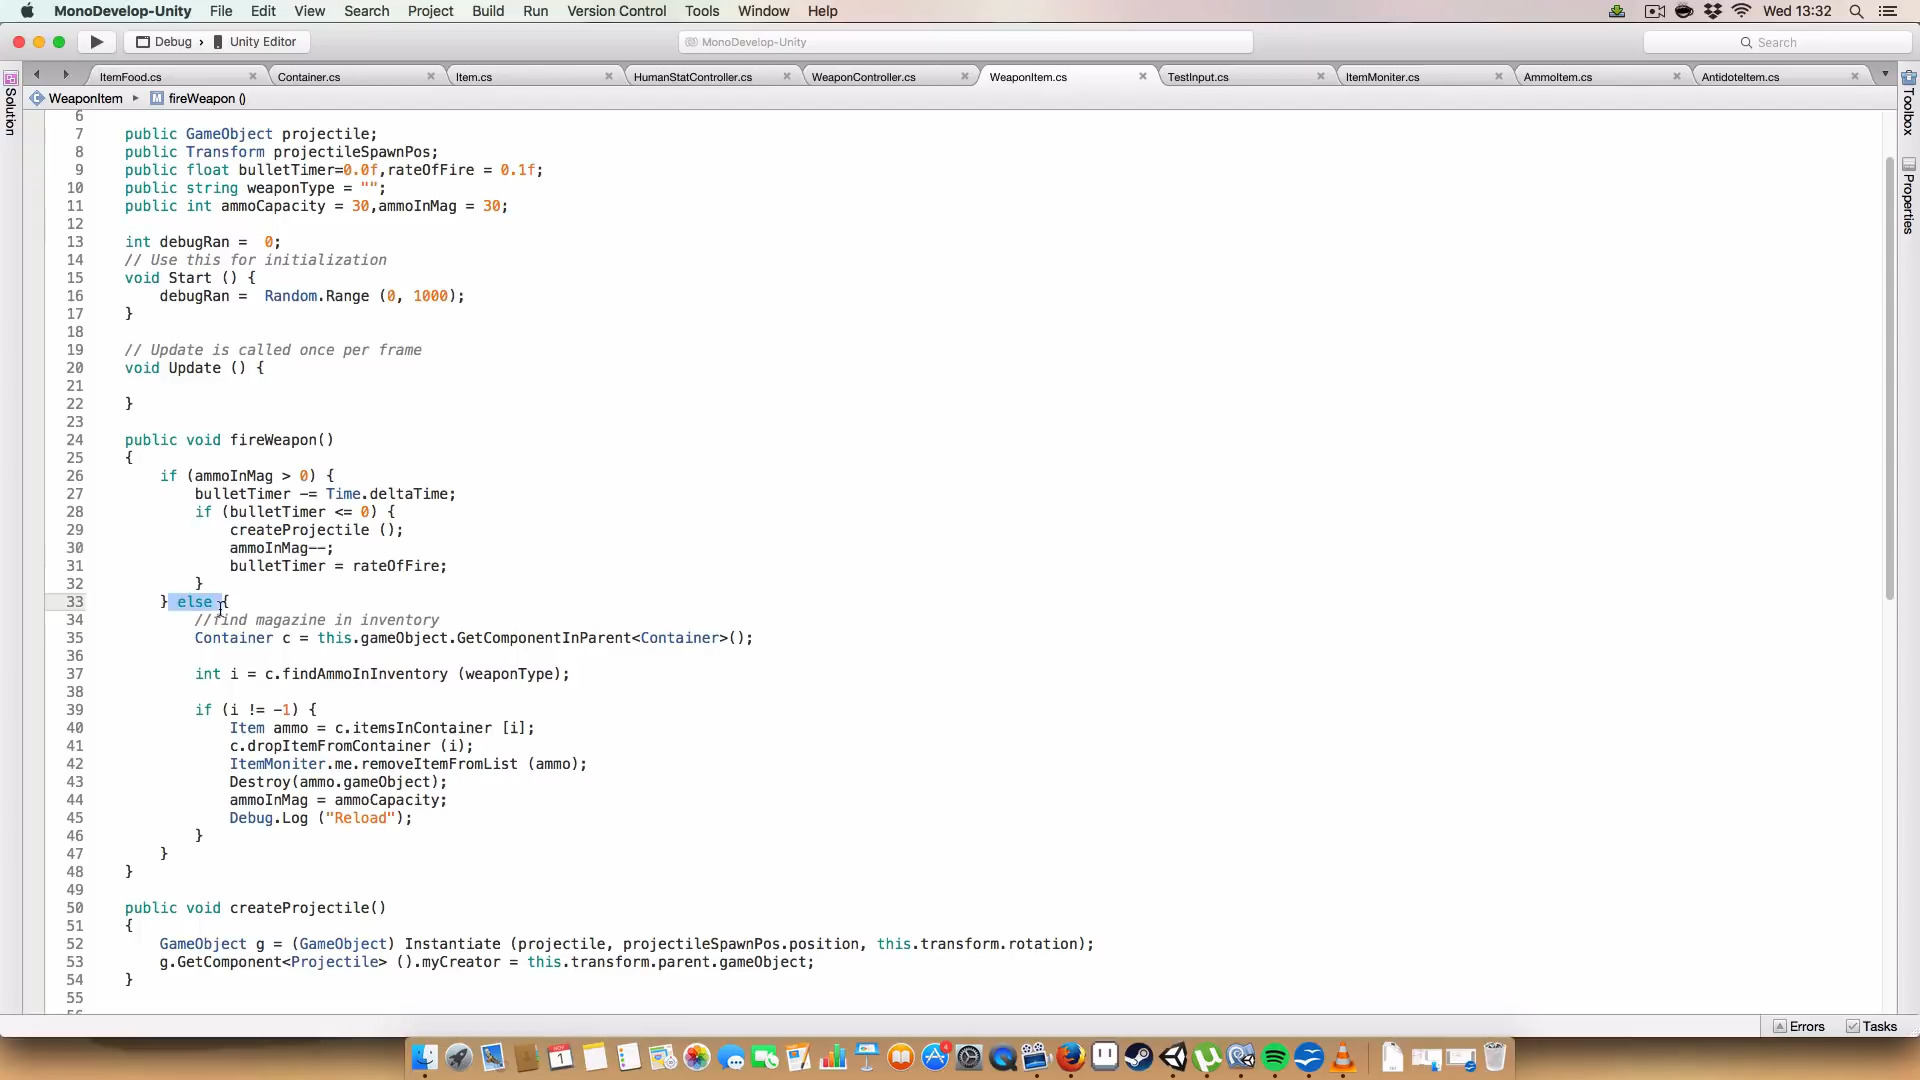 MonoDevelop-Unity File Edit View Search Project Build Run Version Control Tools Window Help Wed 13:32
Debug › Unity Editor MonoDevelop-Unity Search
ItemFood.cs Container.cs Item.cs HumanStatController.cs WeaponController.cs WeaponItem.cs TestInput.cs ItemMoniter.cs AmmoItem.cs AntidoteItem.cs
WeaponItem fireWeapon ()
Solution
Toolbox
Properties
6
7 public GameObject projectile;
8 public Transform projectileSpawnPos;
9 public float bulletTimer=0.0f,rateOfFire = 0.1f;
10 public string weaponType = "";
11 public int ammoCapacity = 30,ammoInMag = 30;
12
13 int debugRan =  0;
14 // Use this for initialization
15 void Start () {
16 debugRan =  Random.Range (0, 1000);
17 }
18
19 // Update is called once per frame
20 void Update () {
21
22 }
23
24 public void fireWeapon()
25 {
26 if (ammoInMag > 0) {
27 bulletTimer -= Time.deltaTime;
28 if (bulletTimer <= 0) {
29 createProjectile ();
30 ammoInMag--;
31 bulletTimer = rateOfFire;
32 }
33 } else {
34 //find magazine in inventory
35 Container c = this.gameObject.GetComponentInParent<Container>();
36
37 int i = c.findAmmoInInventory (weaponType);
38
39 if (i != -1) {
40 Item ammo = c.itemsInContainer [i];
41 c.dropItemFromContainer (i);
42 ItemMoniter.me.removeItemFromList (ammo);
43 Destroy(ammo.gameObject);
44 ammoInMag = ammoCapacity;
45 Debug.Log ("Reload");
46 }
47 }
48 }
49
50 public void createProjectile()
51 {
52 GameObject g = (GameObject) Instantiate (projectile, projectileSpawnPos.position, this.transform.rotation);
53 g.GetComponent<Projectile> ().myCreator = this.transform.parent.gameObject;
54 }
55
Errors Tasks